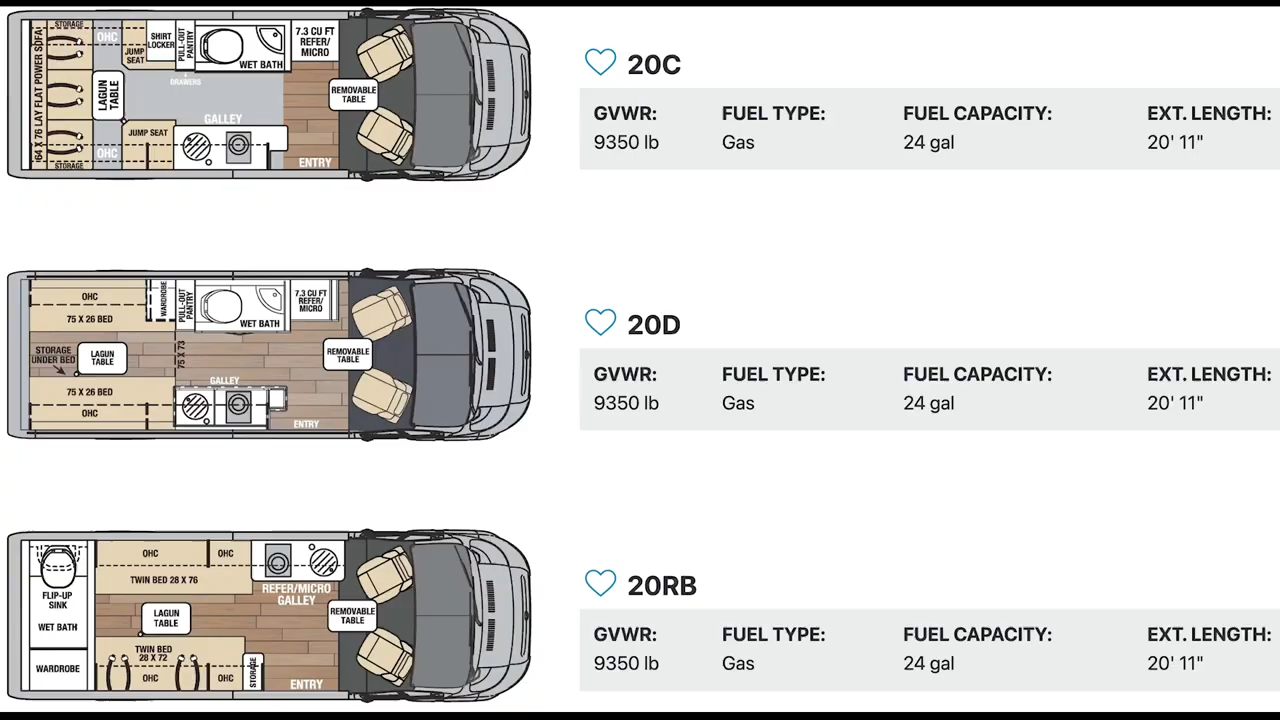 STORAGE
64 X 76 LAY FLAT POWER SOFA
OHC
JUMP
SEAT
SHIRT
LOCKER
PULL-OUT
PANTRY
DRAWERS
WET BATH
7.3 CU FT
REFER/
MICRO
LAGUN
TABLE
REMOVABLE
TABLE
GALLEY
JUMP SEAT
OHC
STORAGE
ENTRY
20C
GVWR: FUEL TYPE: FUEL CAPACITY: EXT. LENGTH:
9350 lb Gas 24 gal 20' 11"
OHC
75 X 26 BED
WARDROBE
PULL-OUT
PANTRY
WET BATH
7.3 CU FT
REFER/
MICRO
STORAGE
UNDER BED
LAGUN
TABLE
75 X 73
REMOVABLE
TABLE
GALLEY
75 X 26 BED
OHC
ENTRY
20D
GVWR: FUEL TYPE: FUEL CAPACITY: EXT. LENGTH:
9350 lb Gas 24 gal 20' 11"
OHC OHC
TWIN BED 28 X 76
FLIP-UP
SINK
WET BATH
WARDROBE
REFER/MICRO
GALLEY
LAGUN
TABLE
REMOVABLE
TABLE
TWIN BED
28 X 72
OHC OHC
STORAGE
ENTRY
20RB
GVWR: FUEL TYPE: FUEL CAPACITY: EXT. LENGTH:
9350 lb Gas 24 gal 20' 11"